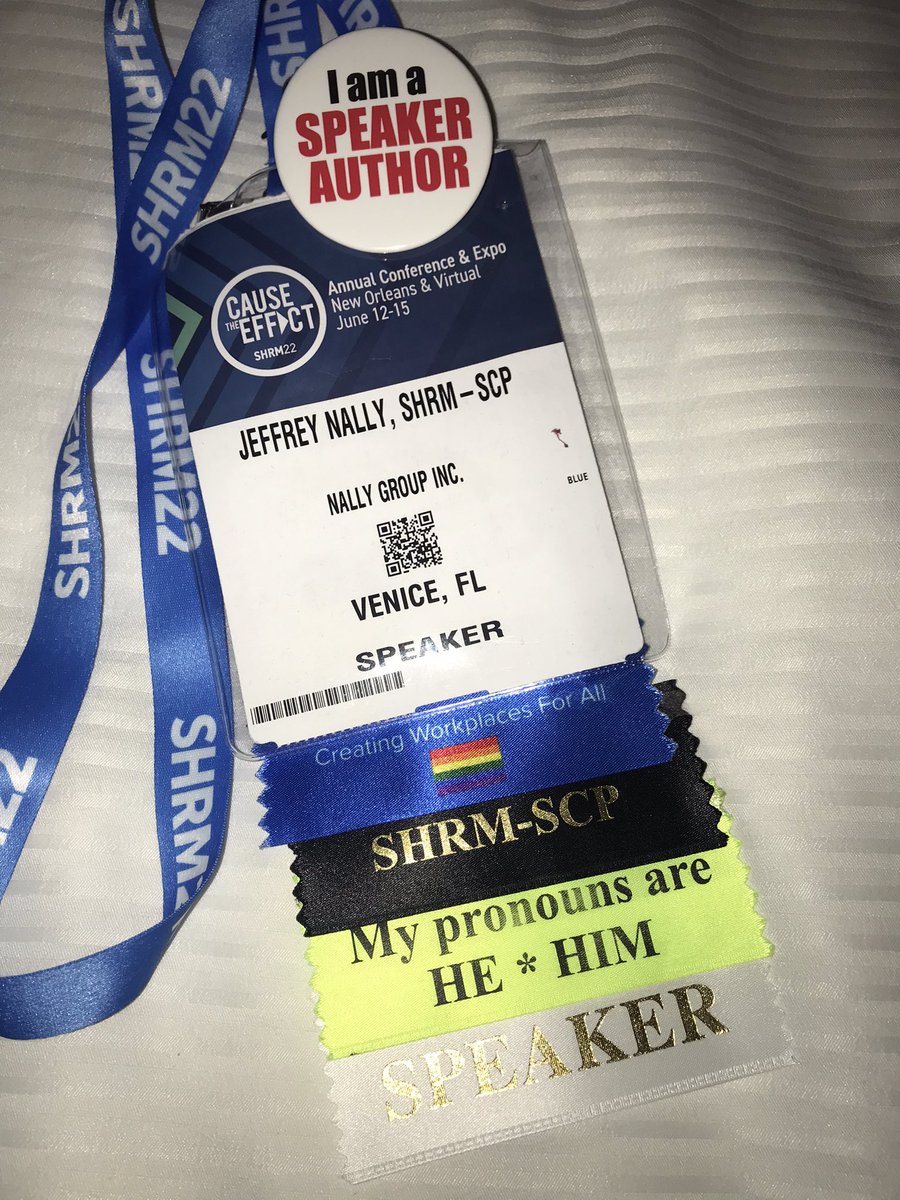 I am a
SPEAKER
AUTHOR
SHRM22
SHRM22
SHRM22
SHRM22
CAUSE
THE EFFECT
SHRM22
Annual Conference & Expo
New Orleans & Virtual
June 12-15
JEFFREY NALLY, SHRM-SCP
NALLY GROUP INC.
BLUE
VENICE, FL
SPEAKER
Creating Workplaces For All
SHRM-SCP
My pronouns are
HE * HIM
SPEAKER